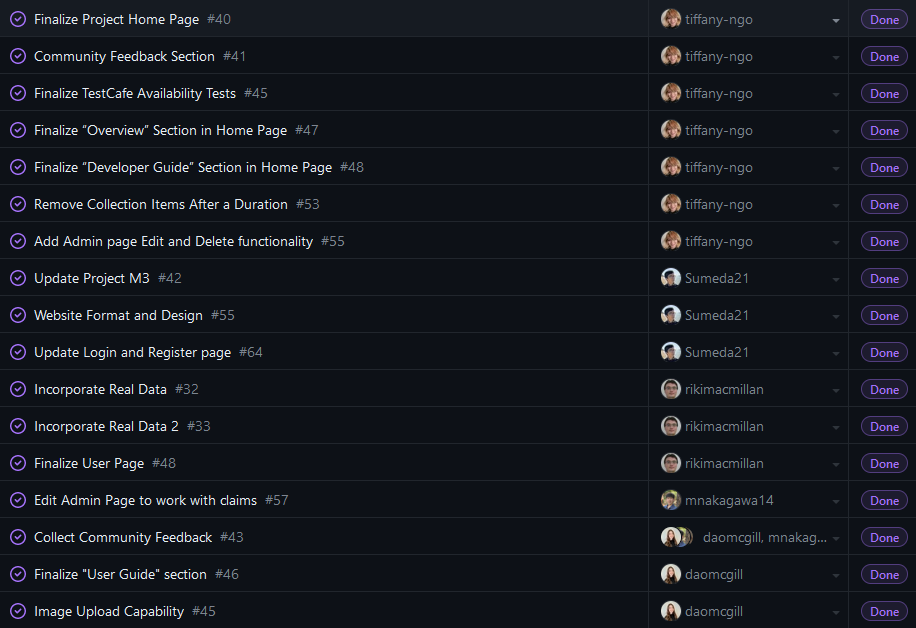 Finalize Project Home Page #40 tiffany-ngo Done
Community Feedback Section #41 tiffany-ngo Done
Finalize TestCafe Availability Tests #45 tiffany-ngo Done
Finalize “Overview” Section in Home Page #47 tiffany-ngo Done
Finalize “Developer Guide” Section in Home Page #48 tiffany-ngo Done
Remove Collection Items After a Duration #53 tiffany-ngo Done
Add Admin page Edit and Delete functionality #55 tiffany-ngo Done
Update Project M3 #42 Sumeda21 Done
Website Format and Design #55 Sumeda21 Done
Update Login and Register page #64 Sumeda21 Done
Incorporate Real Data #32 rikimacmillan Done
Incorporate Real Data 2 #33 rikimacmillan Done
Finalize User Page #48 rikimacmillan Done
Edit Admin Page to work with claims #57 mnakagawa14 Done
Collect Community Feedback #43 daomcgill, mnakag... Done
Finalize "User Guide" section #46 daomcgill Done
Image Upload Capability #45 daomcgill Done